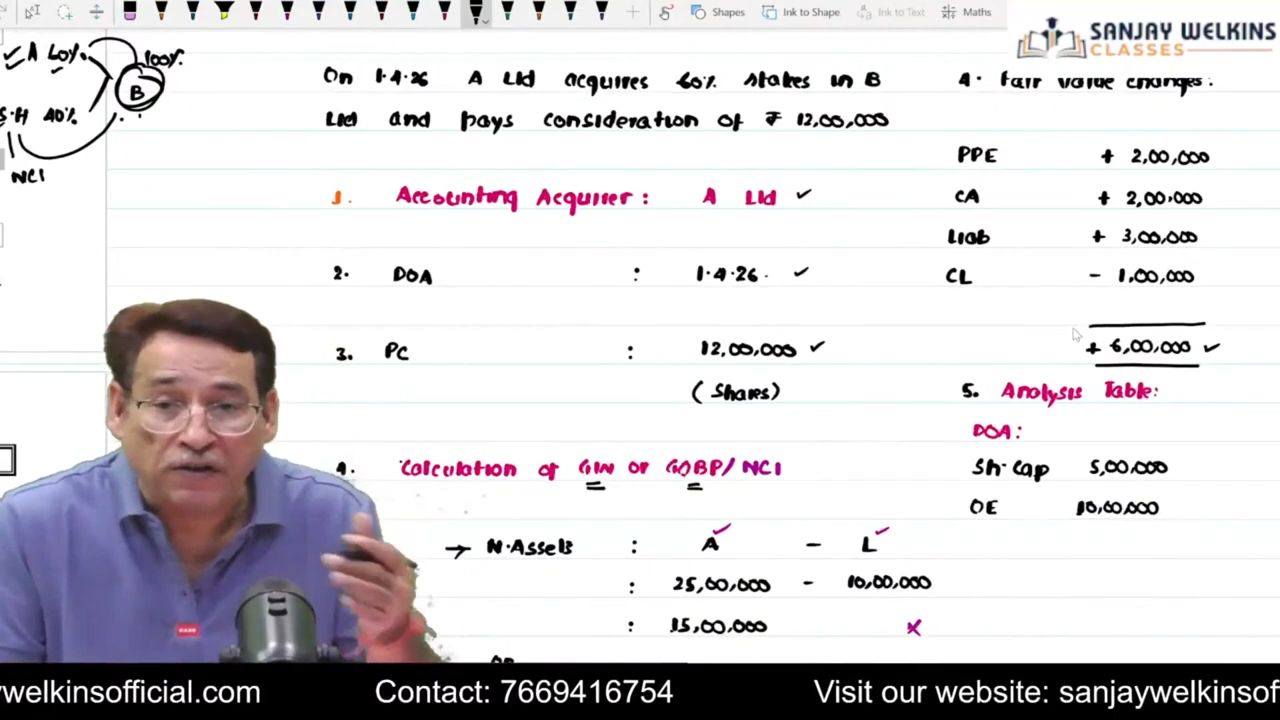 Shapes Ink to Shape Ink to Text Maths
SANJAY WELKINS
CLASSES
A 60%
100%
B
S.H 40%
NCI
On 1.4.26 A Ltd acquires 60% stakes in B
Ltd and pays consideration of ₹ 12,00,000
1. Accounting Acquirer : A Ltd ✓
2. DOA : 1.4.26. ✓
3. PC : 12,00,000 ✓
(Shares)
4. Calculation of G/W or GOBP/NCI
→ N.Assets : A - L
: 25,00,000 - 10,00,000
: 15,00,000 x
OR
4. Fair value changes:
PPE + 2,00,000
CA + 2,00,000
Liab + 3,00,000
CL - 1,00,000
+ 6,00,000 ✓
5. Analysis Table:
DOA:
Sh.Cap 5,00,000
OE 10,00,000
ywelkinsofficial.com Contact: 7669416754 Visit our website: sanjaywelkinsof